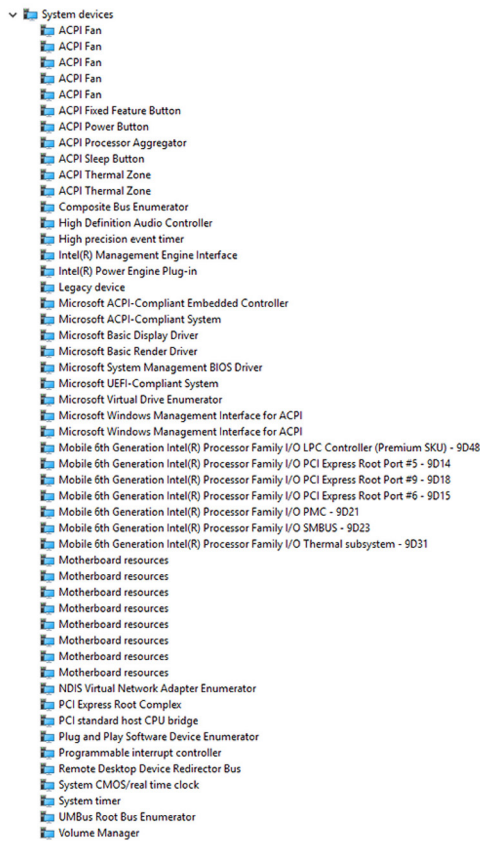 System devices
ACPI Fan
ACPI Fan
ACPI Fan
ACPI Fan
ACPI Fan
ACPI Fixed Feature Button
ACPI Power Button
ACPI Processor Aggregator
ACPI Sleep Button
ACPI Thermal Zone
ACPI Thermal Zone
Composite Bus Enumerator
High Definition Audio Controller
High precision event timer
Intel(R) Management Engine Interface
Intel(R) Power Engine Plug-in
Legacy device
Microsoft ACPI-Compliant Embedded Controller
Microsoft ACPI-Compliant System
Microsoft Basic Display Driver
Microsoft Basic Render Driver
Microsoft System Management BIOS Driver
Microsoft UEFI-Compliant System
Microsoft Virtual Drive Enumerator
Microsoft Windows Management Interface for ACPI
Microsoft Windows Management Interface for ACPI
Mobile 6th Generation Intel(R) Processor Family I/O LPC Controller (Premium SKU) - 9D48
Mobile 6th Generation Intel(R) Processor Family I/O PCI Express Root Port #5 - 9D14
Mobile 6th Generation Intel(R) Processor Family I/O PCI Express Root Port #9 - 9D18
Mobile 6th Generation Intel(R) Processor Family I/O PCI Express Root Port #6 - 9D15
Mobile 6th Generation Intel(R) Processor Family I/O PMC - 9D21
Mobile 6th Generation Intel(R) Processor Family I/O SMBUS - 9D23
Mobile 6th Generation Intel(R) Processor Family I/O Thermal subsystem - 9D31
Motherboard resources
Motherboard resources
Motherboard resources
Motherboard resources
Motherboard resources
Motherboard resources
Motherboard resources
Motherboard resources
NDIS Virtual Network Adapter Enumerator
PCI Express Root Complex
PCI standard host CPU bridge
Plug and Play Software Device Enumerator
Programmable interrupt controller
Remote Desktop Device Redirector Bus
System CMOS/real time clock
System timer
UMBus Root Bus Enumerator
Volume Manager